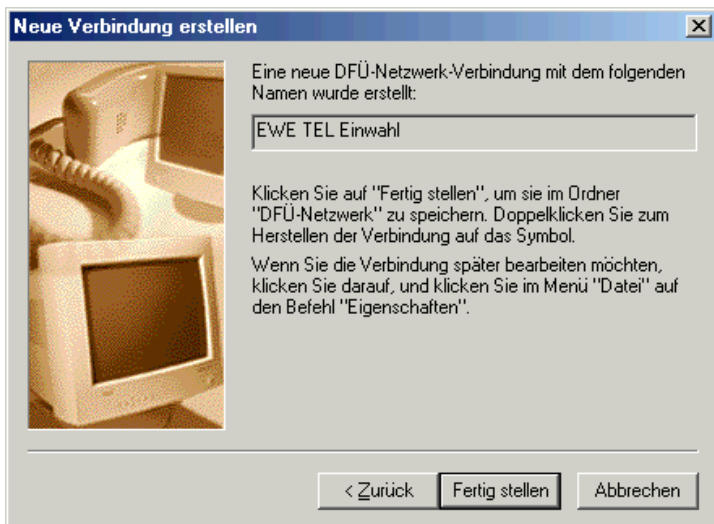 Neue Verbindung erstellen
Eine neue DFÜ-Netzwerk-Verbindung mit dem folgenden
Namen wurde erstellt:
EWE TEL Einwahl
Klicken Sie auf "Fertig stellen", um sie im Ordner
"DFÜ-Netzwerk" zu speichern. Doppelklicken Sie zum
Herstellen der Verbindung auf das Symbol.
Wenn Sie die Verbindung später bearbeiten möchten,
klicken Sie darauf, und klicken Sie im Menü "Datei" auf
den Befehl "Eigenschaften".
< Zurück Fertig stellen Abbrechen